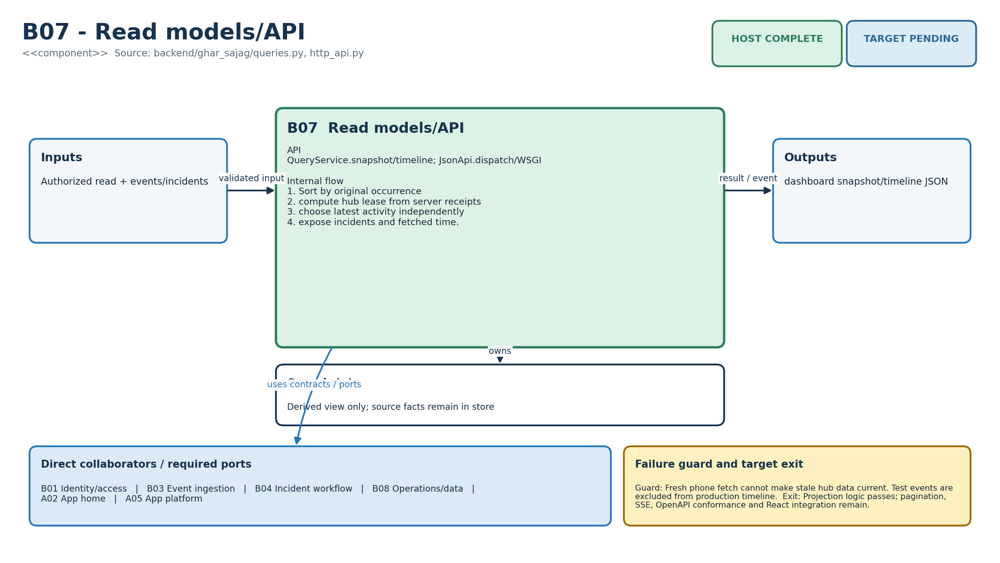 B07 - Read models/API
<<component>>  Source: backend/ghar_sajag/queries.py, http_api.py
HOST COMPLETE
TARGET PENDING
Inputs
Authorized read + events/incidents
validated input
B07  Read models/API
API
QueryService.snapshot/timeline; JsonApi.dispatch/WSGI
Internal flow
1. Sort by original occurrence
2. compute hub lease from server receipts
3. choose latest activity independently
4. expose incidents and fetched time.
result / event
Outputs
dashboard snapshot/timeline JSON
owns
uses contracts / ports
Derived view only; source facts remain in store
Direct collaborators / required ports
B01 Identity/access   |   B03 Event ingestion   |   B04 Incident workflow   |   B08 Operations/data   |
A02 App home   |   A05 App platform
Failure guard and target exit
Guard: Fresh phone fetch cannot make stale hub data current. Test events are
excluded from production timeline.  Exit: Projection logic passes; pagination,
SSE, OpenAPI conformance and React integration remain.